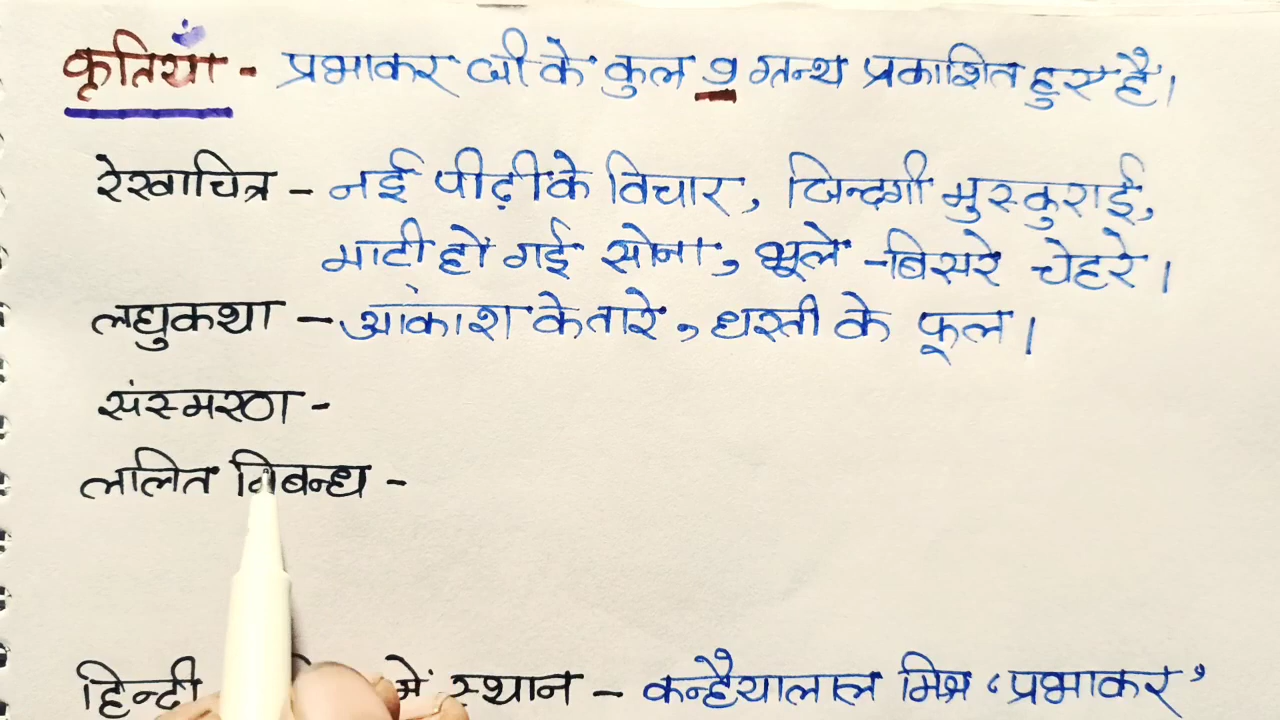 कृतियाँ - प्रभाकर जी के कुल 9 ग्रन्थ प्रकाशित हुए है।
रेखाचित्र - नई पीढ़ी के विचार, जिन्दगी मुस्कुराई,
माटी हो गई सोना, भूले -बिसरे चेहरे।
लघुकथा - आकाश के तारे, धरती के फूल।
संस्मरण -
ललित निबन्ध -
हिन्दी में स्थान - कन्हैयालाल मिश्र 'प्रभाकर'